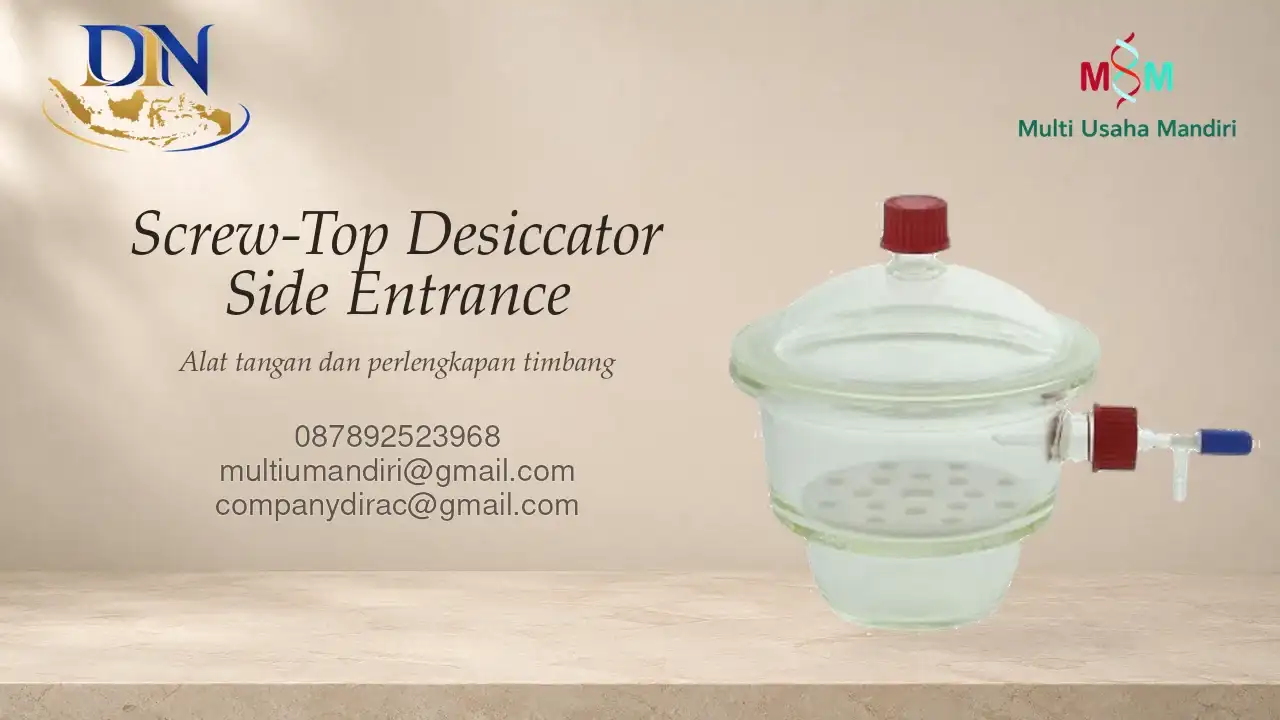 DIN
MSM
Multi Usaha Mandiri
Screw-Top Desiccator
Side Entrance
Alat tangan dan perlengkapan timbang
087892523968
multiumandiri@gmail.com
companydirac@gmail.com